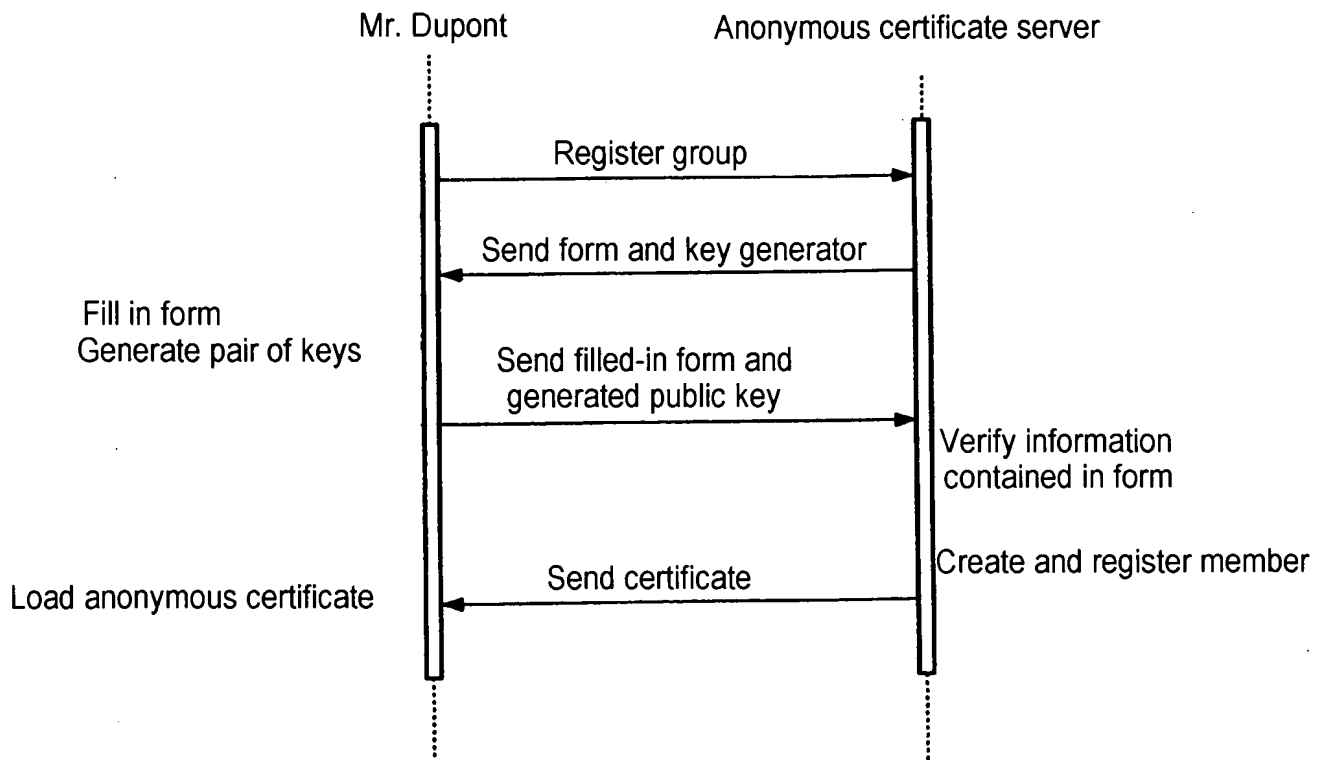 Mr. Dupont
Anonymous certificate server
Register group
Send form and key generator
Fill in form
Generate pair of keys
Send filled-in form and
generated public key
Verify information
contained in form
Create and register member
Send certificate
Load anonymous certificate